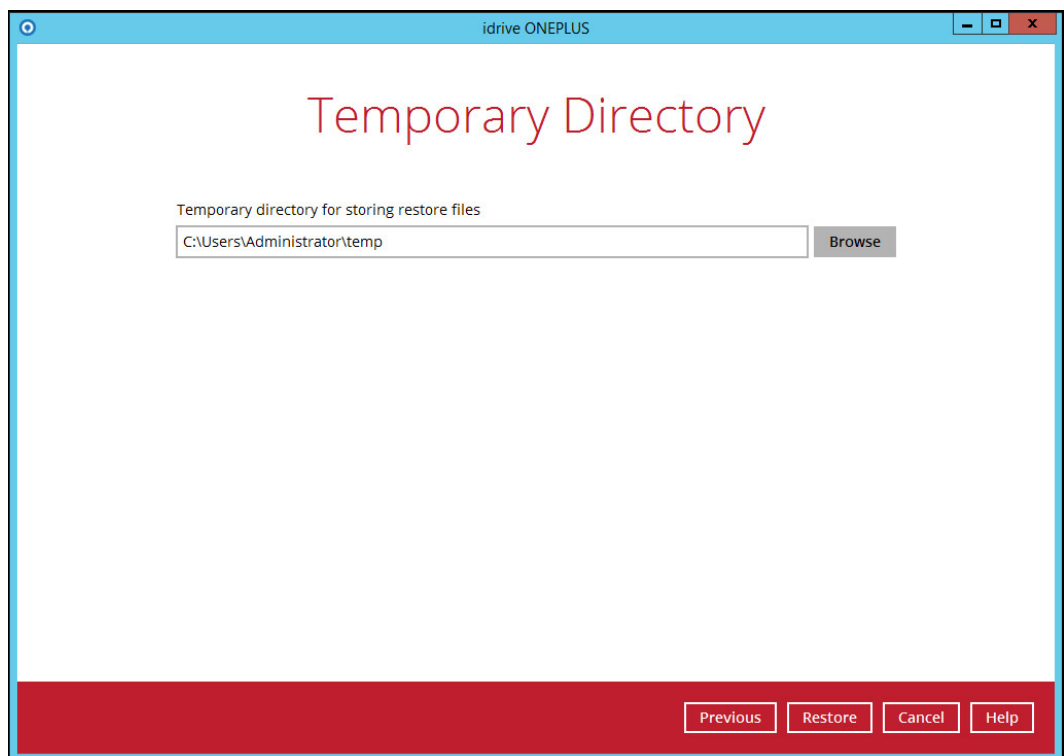 idrive ONEPLUS
Temporary Directory
Temporary directory for storing restore files
C:\Users\Administrator\temp
Browse
Previous
Restore
Cancel
Help